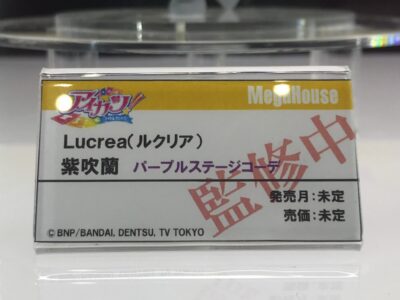 アイカツ!
MegaHouse
Lucrea(ルクリア)
紫吹蘭 パープルステージコーデ
監修中
発売月:未定
売価:未定
© BNP/BANDAI, DENTSU, TV TOKYO